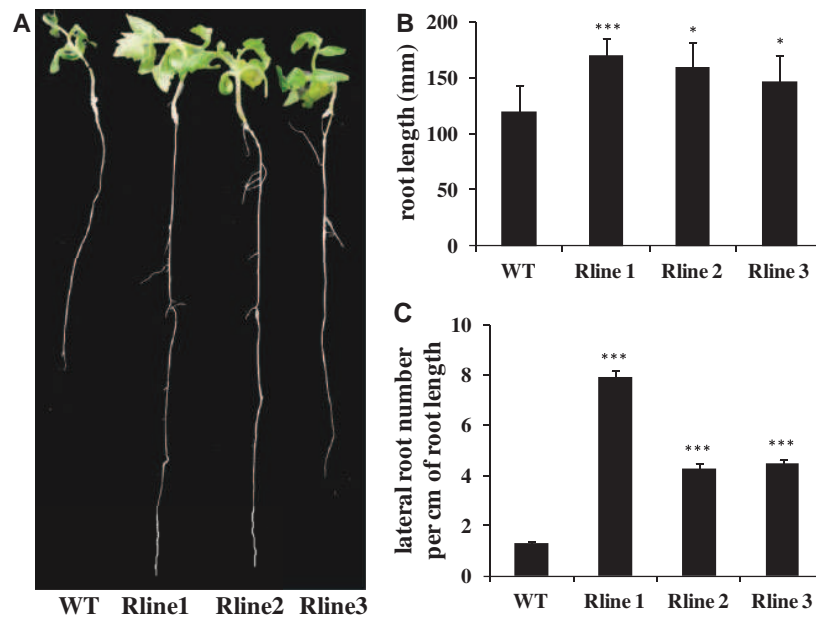 A
WT Rline1 Rline2 Rline3
B
root length (mm)
200
150
100
50
0
***
*
*
WT Rline 1 Rline 2 Rline 3
C
lateral root number
per cm of root length
10
8
6
4
2
0
***
***
***
WT Rline 1 Rline 2 Rline 3